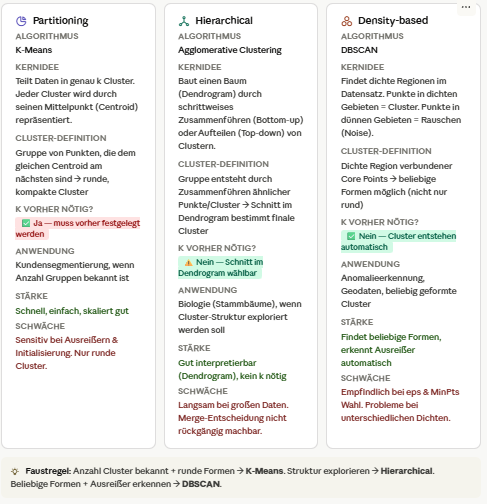 Partitioning
ALGORITHMUS
K-Means
KERNIDEE
Teilt Daten in genau k Cluster.
Jeder Cluster wird durch
seinen Mittelpunkt (Centroid)
repräsentiert.
CLUSTER-DEFINITION
Gruppe von Punkten, die dem
gleichen Centroid am
nächsten sind → runde,
kompakte Cluster
K VORHER NÖTIG?
✅ Ja — muss vorher festgelegt
werden
ANWENDUNG
Kundensegmentierung, wenn
Anzahl Gruppen bekannt ist
STÄRKE
Schnell, einfach, skaliert gut
SCHWÄCHE
Sensitiv bei Ausreißern &
Initialisierung. Nur runde
Cluster.
Hierarchical
ALGORITHMUS
Agglomerative Clustering
KERNIDEE
Baut einen Baum
(Dendrogram) durch
schrittweises
Zusammenführen (Bottom-up)
oder Aufteilen (Top-down) von
Clustern.
CLUSTER-DEFINITION
Gruppe entsteht durch
Zusammenführen ähnlicher
Punkte/Cluster → Schnitt im
Dendrogram bestimmt finale
Cluster
K VORHER NÖTIG?
⚠️ Nein — Schnitt im
Dendrogram wählbar
ANWENDUNG
Biologie (Stammbäume), wenn
Cluster-Struktur exploriert
werden soll
STÄRKE
Gut interpretierbar
(Dendrogram), kein k nötig
SCHWÄCHE
Langsam bei großen Daten.
Merge-Entscheidung nicht
rückgängig machbar.
Density-based
ALGORITHMUS
DBSCAN
KERNIDEE
Findet dichte Regionen im
Datensatz. Punkte in dichten
Gebieten = Cluster. Punkte in
dünnen Gebieten = Rauschen
(Noise).
CLUSTER-DEFINITION
Dichte Region verbundener
Core Points → beliebige
Formen möglich (nicht nur
rund)
K VORHER NÖTIG?
✅ Nein — Cluster entstehen
automatisch
ANWENDUNG
Anomalieerkennung,
Geodaten, beliebig geformte
Cluster
STÄRKE
Findet beliebige Formen,
erkennt Ausreißer
automatisch
SCHWÄCHE
Empfindlich bei eps & MinPts
Wahl. Probleme bei
unterschiedlichen Dichten.
Faustregel: Anzahl Cluster bekannt + runde Formen → K-Means. Struktur explorieren → Hierarchical.
Beliebige Formen + Ausreißer erkennen → DBSCAN.